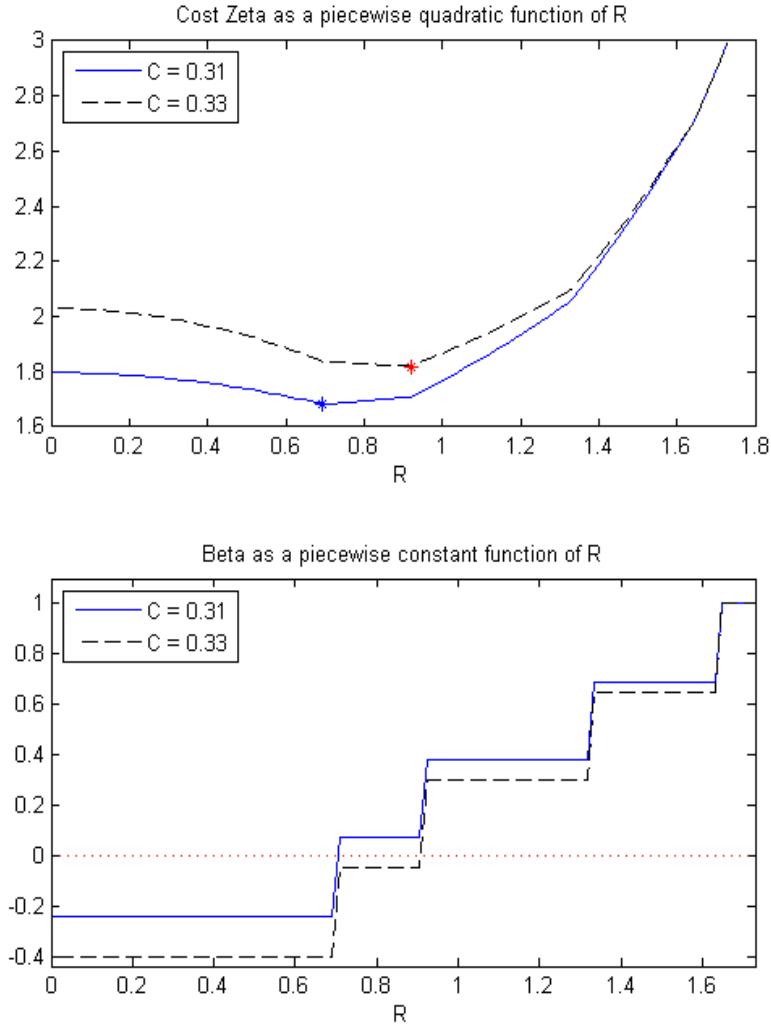 Cost Zeta as a piecewise quadratic function of R
3
2.8
2.6
2.4
2.2
2
1.8
1.6
C = 0.31
C = 0.33
0 0.2 0.4 0.6 0.8 1 1.2 1.4 1.6 1.8
R
Beta as a piecewise constant function of R
1
0.8
0.6
0.4
0.2
0
-0.2
-0.4
C = 0.31
C = 0.33
0 0.2 0.4 0.6 0.8 1 1.2 1.4 1.6
R